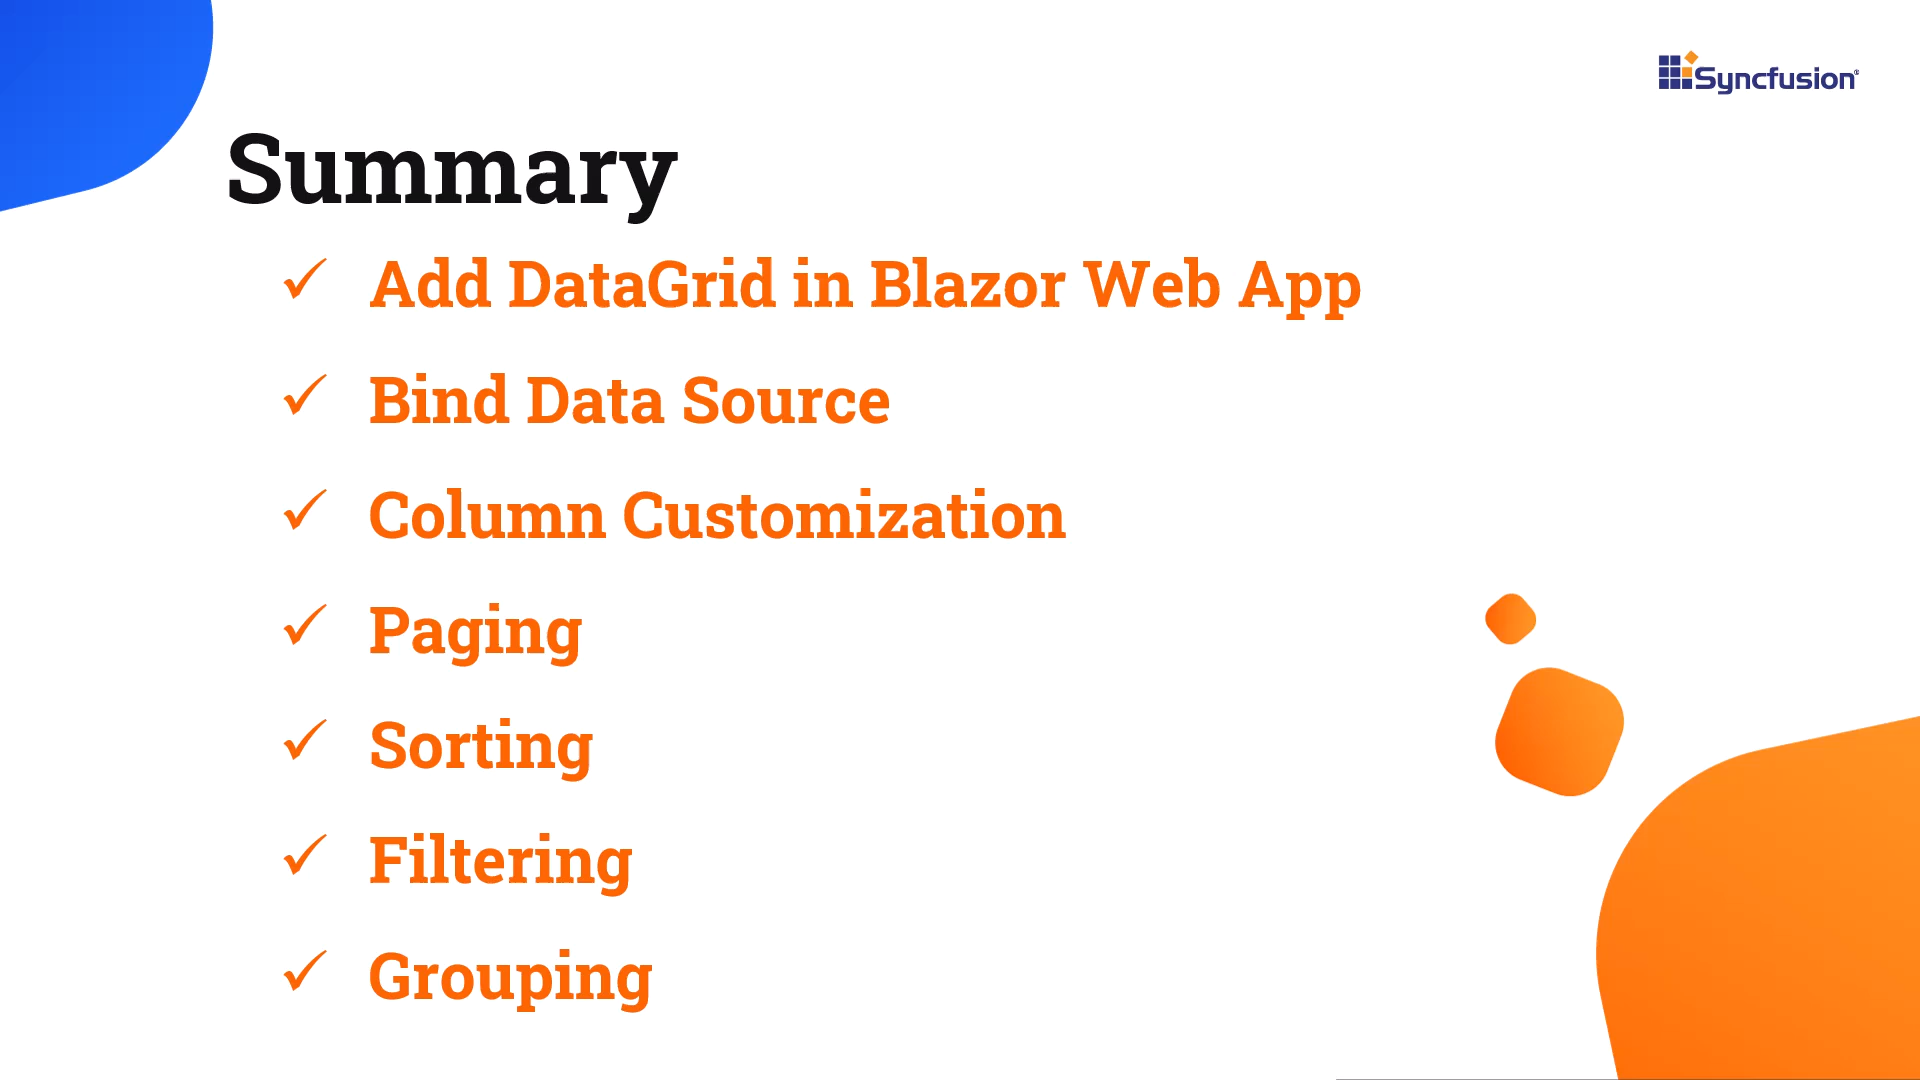 Syncfusion®
Summary
✓ Add DataGrid in Blazor Web App
✓ Bind Data Source
✓ Column Customization
✓ Paging
✓ Sorting
✓ Filtering
✓ Grouping